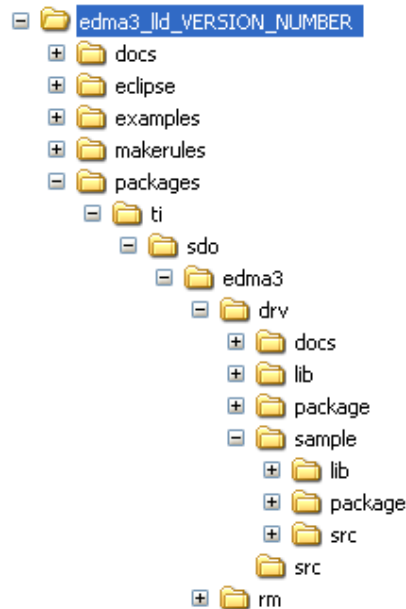 edma3_lld_VERSION_NUMBER
docs
eclipse
examples
makerules
packages
ti
sdo
edma3
drv
docs
lib
package
sample
lib
package
src
src
rm